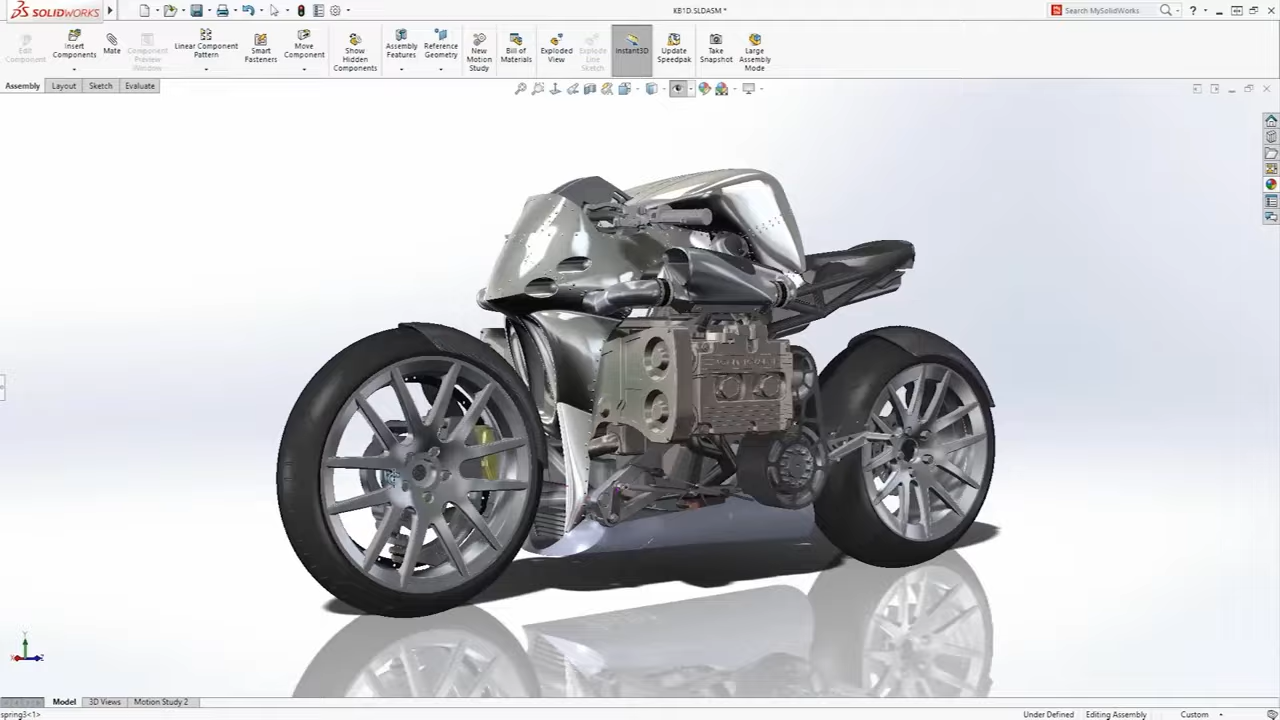 SOLIDWORKS
KB1D.SLDASM *
Search MySolidWorks
Edit Component
Insert Components
Mate
Component Preview Window
Linear Component Pattern
Smart Fasteners
Move Component
Show Hidden Components
Assembly Features
Reference Geometry
New Motion Study
Bill of Materials
Exploded View
Explode Line Sketch
Instant3D
Update Speedpak
Take Snapshot
Large Assembly Mode
Assembly Layout Sketch Evaluate
Y
X Z
Model 3D Views Motion Study 2
spring3<1> Under Defined Editing Assembly Custom